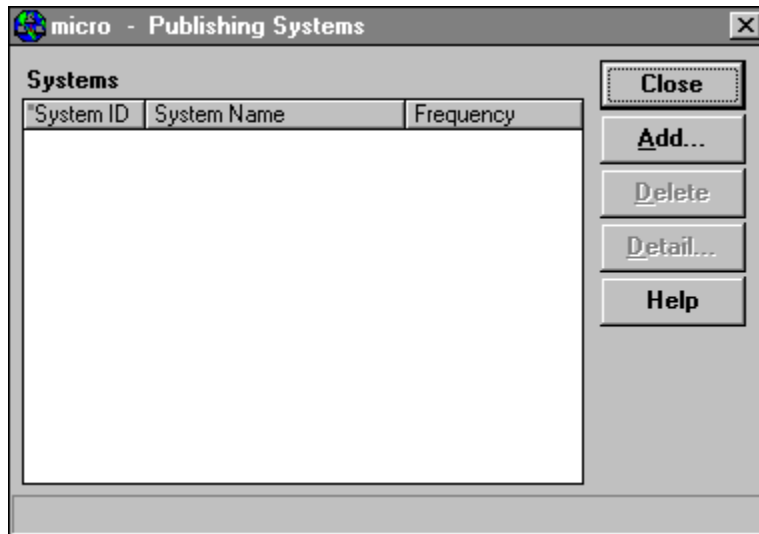 micro - Publishing Systems
Systems
*System ID System Name Frequency
Close
Add...
Delete
Detail...
Help